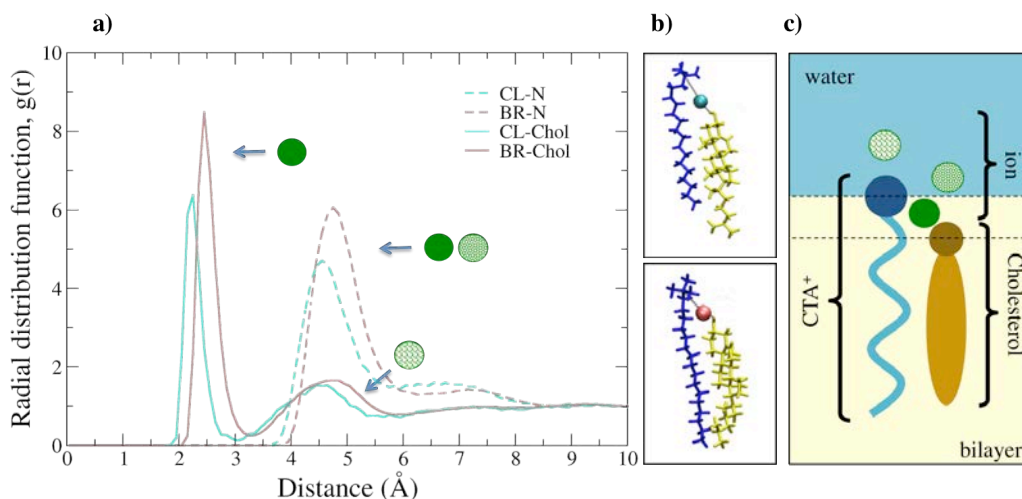 a)
Radial distribution function, g(r)
10
8
6
4
2
0
0 1 2 3 4 5 6 7 8 9 10
Distance (Å)
CL-N
BR-N
CL-Chol
BR-Chol
b)
c)
water
ion
CTA+
Cholesterol
bilayer